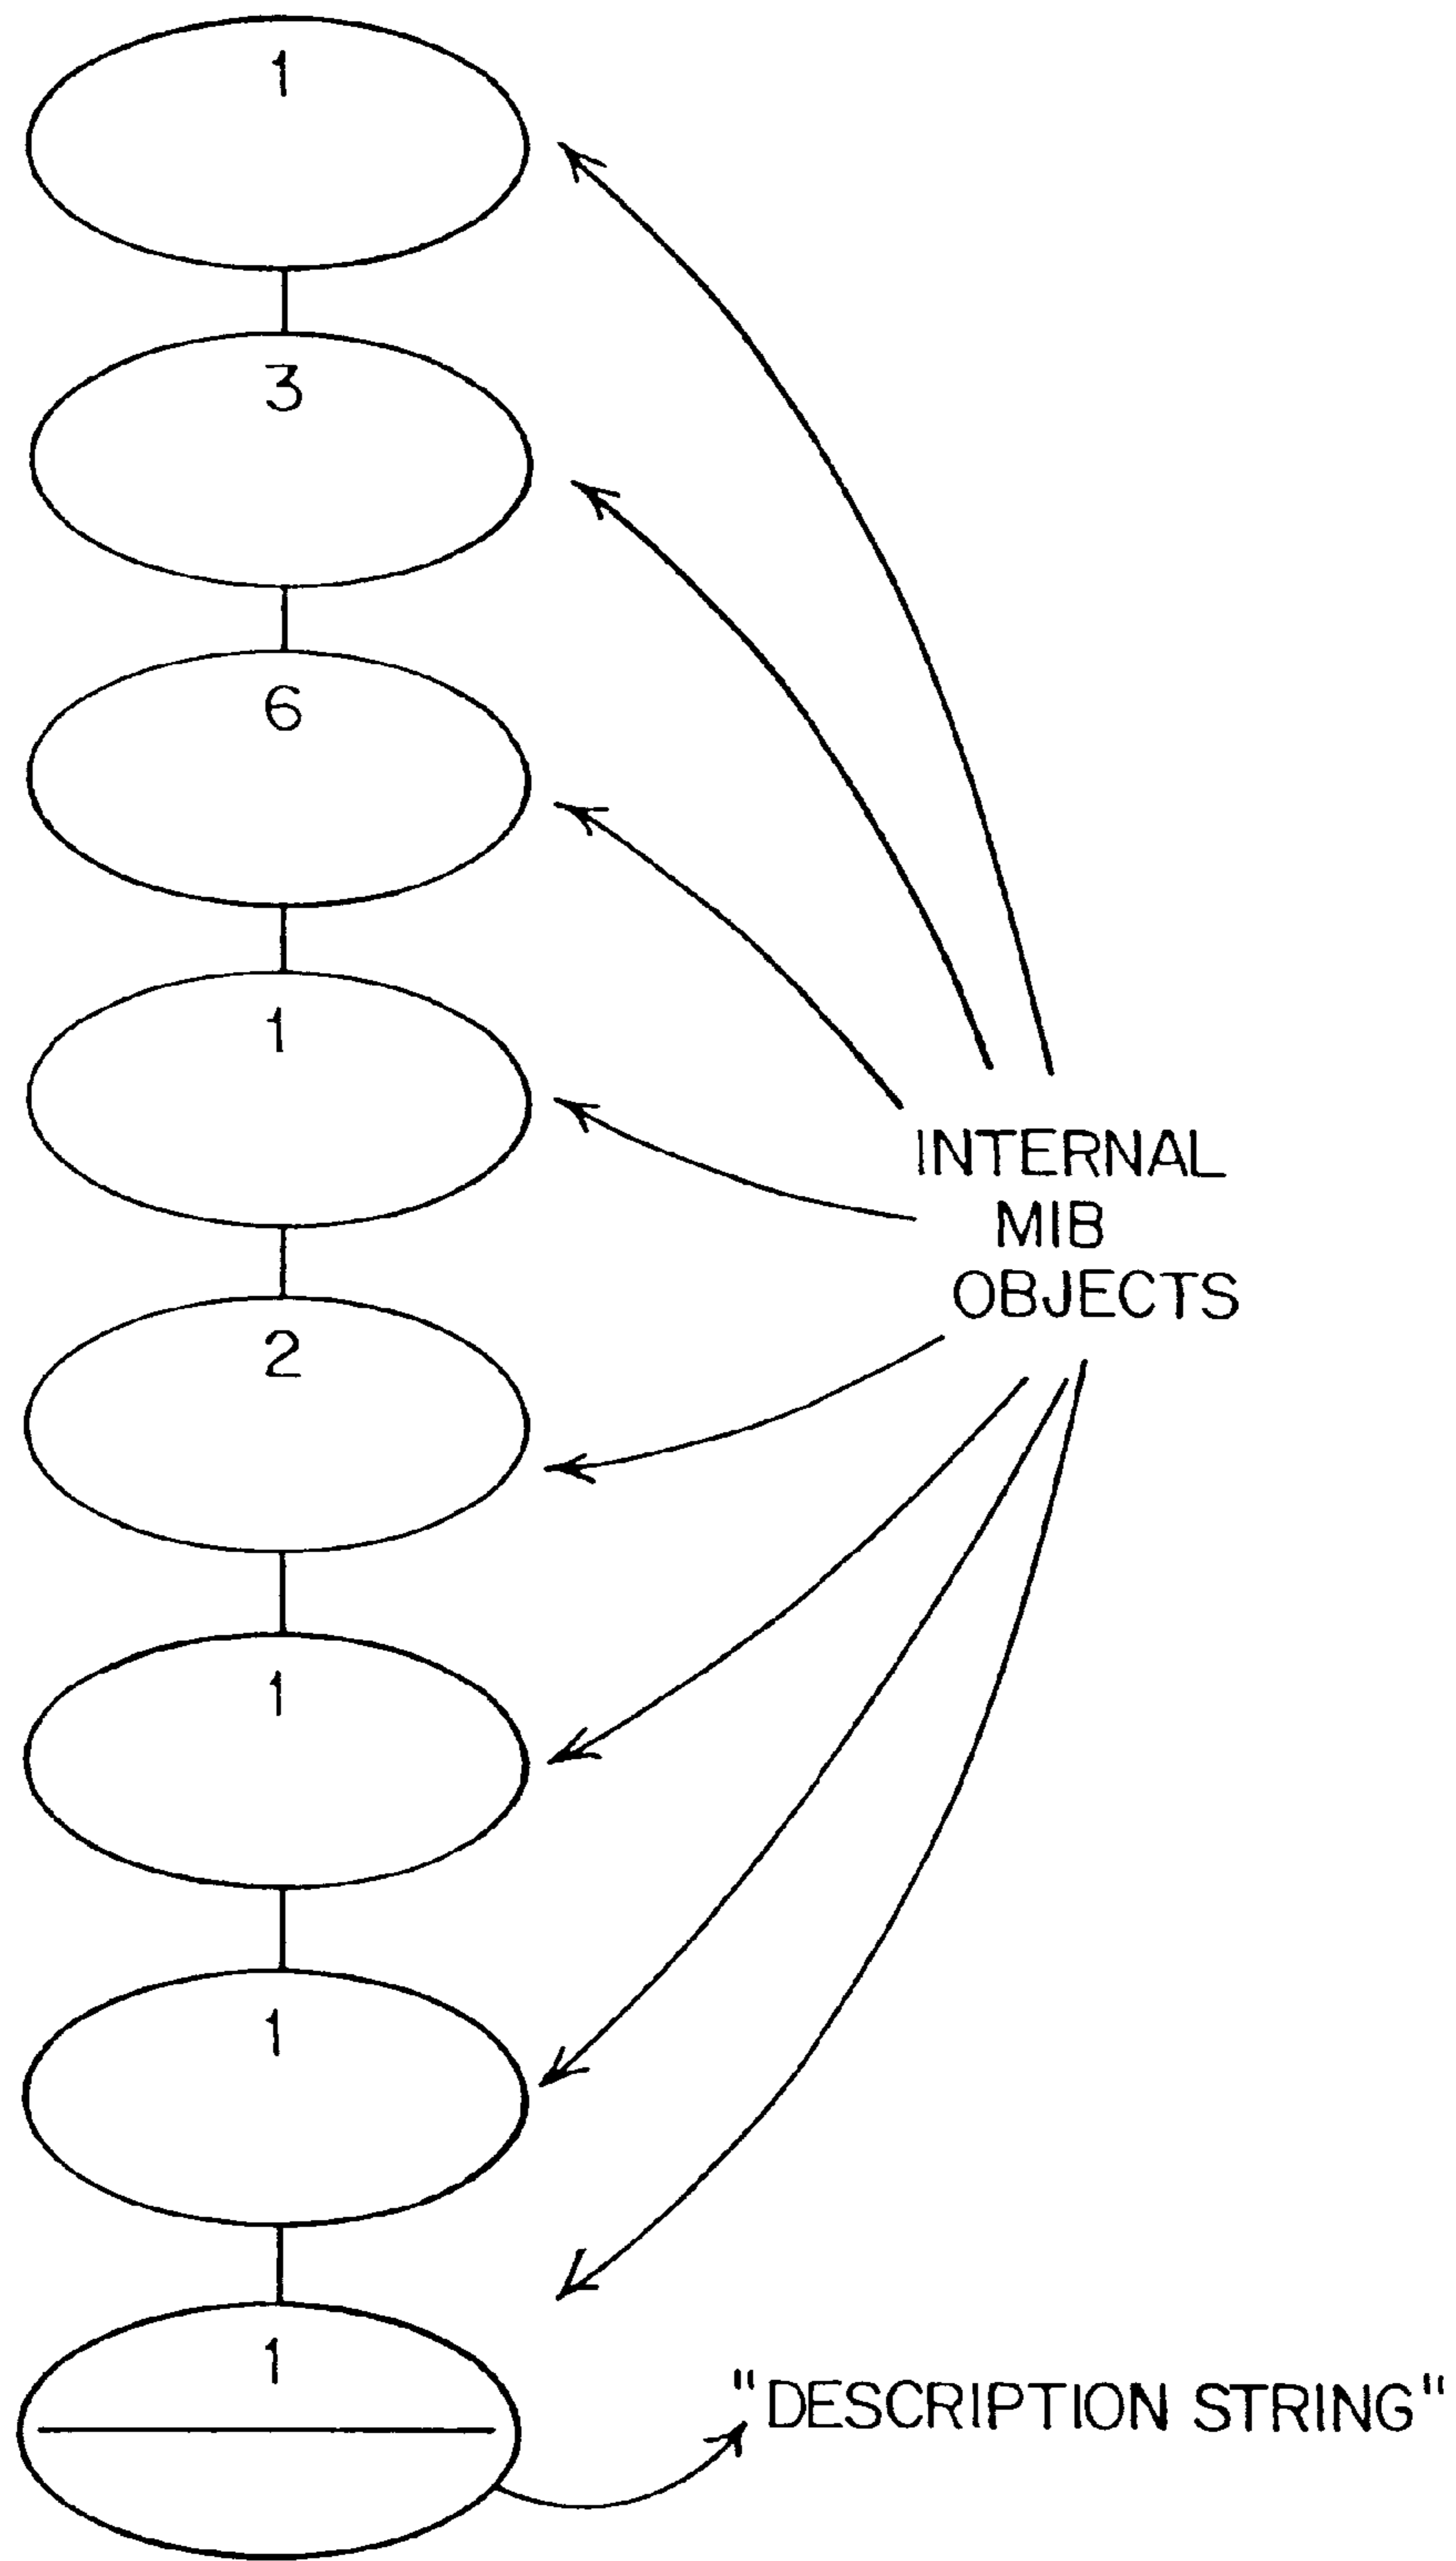 1
3
6
1
INTERNAL
MIB
OBJECTS
2
1
1
1
"DESCRIPTION STRING"